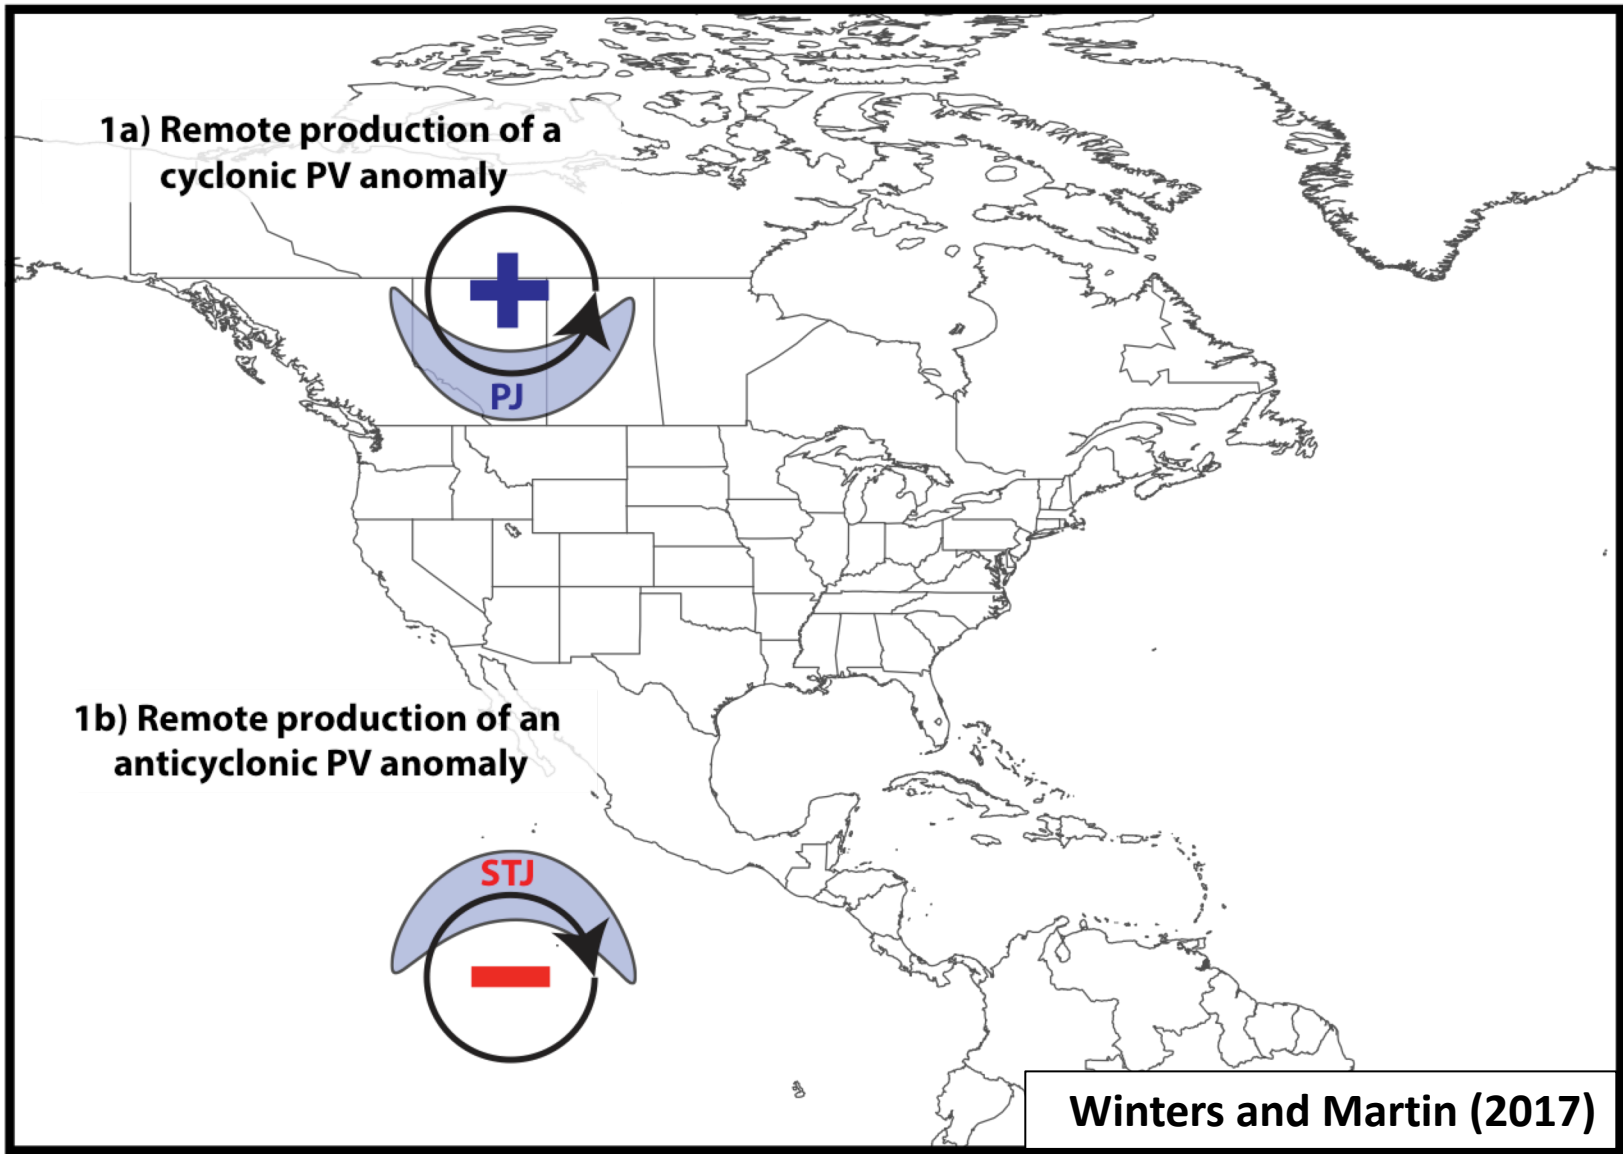 1a) Remote production of a
cyclonic PV anomaly
PJ
1b) Remote production of an
anticyclonic PV anomaly
STJ
Winters and Martin (2017)